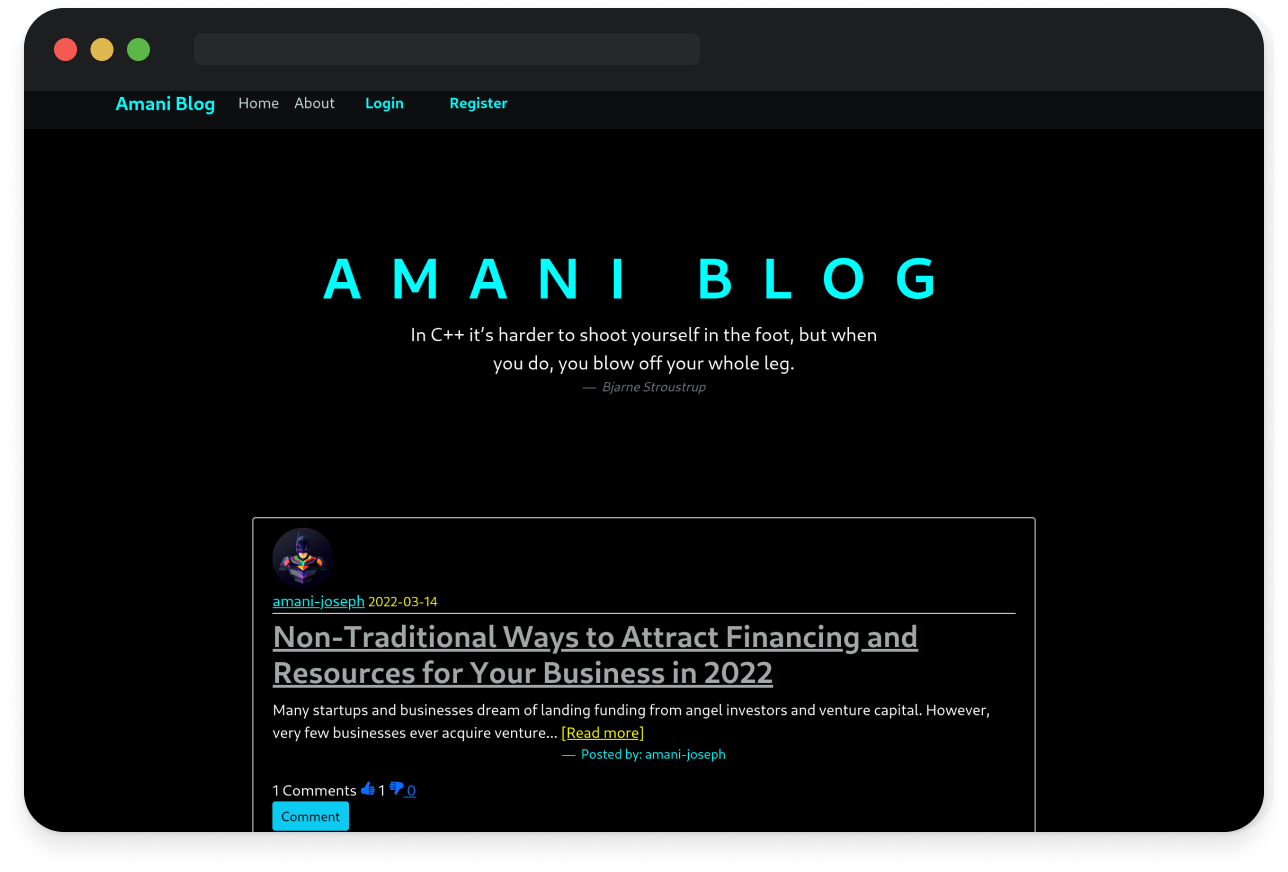 Amani Blog Home About Login Register
AMANI BLOG
In C++ it’s harder to shoot yourself in the foot, but when
you do, you blow off your whole leg.
— Bjarne Stroustrup
amani-joseph 2022-03-14
Non-Traditional Ways to Attract Financing and
Resources for Your Business in 2022
Many startups and businesses dream of landing funding from angel investors and venture capital. However,
very few businesses ever acquire venture... [Read more]
— Posted by: amani-joseph
1 Comments 1 0
Comment